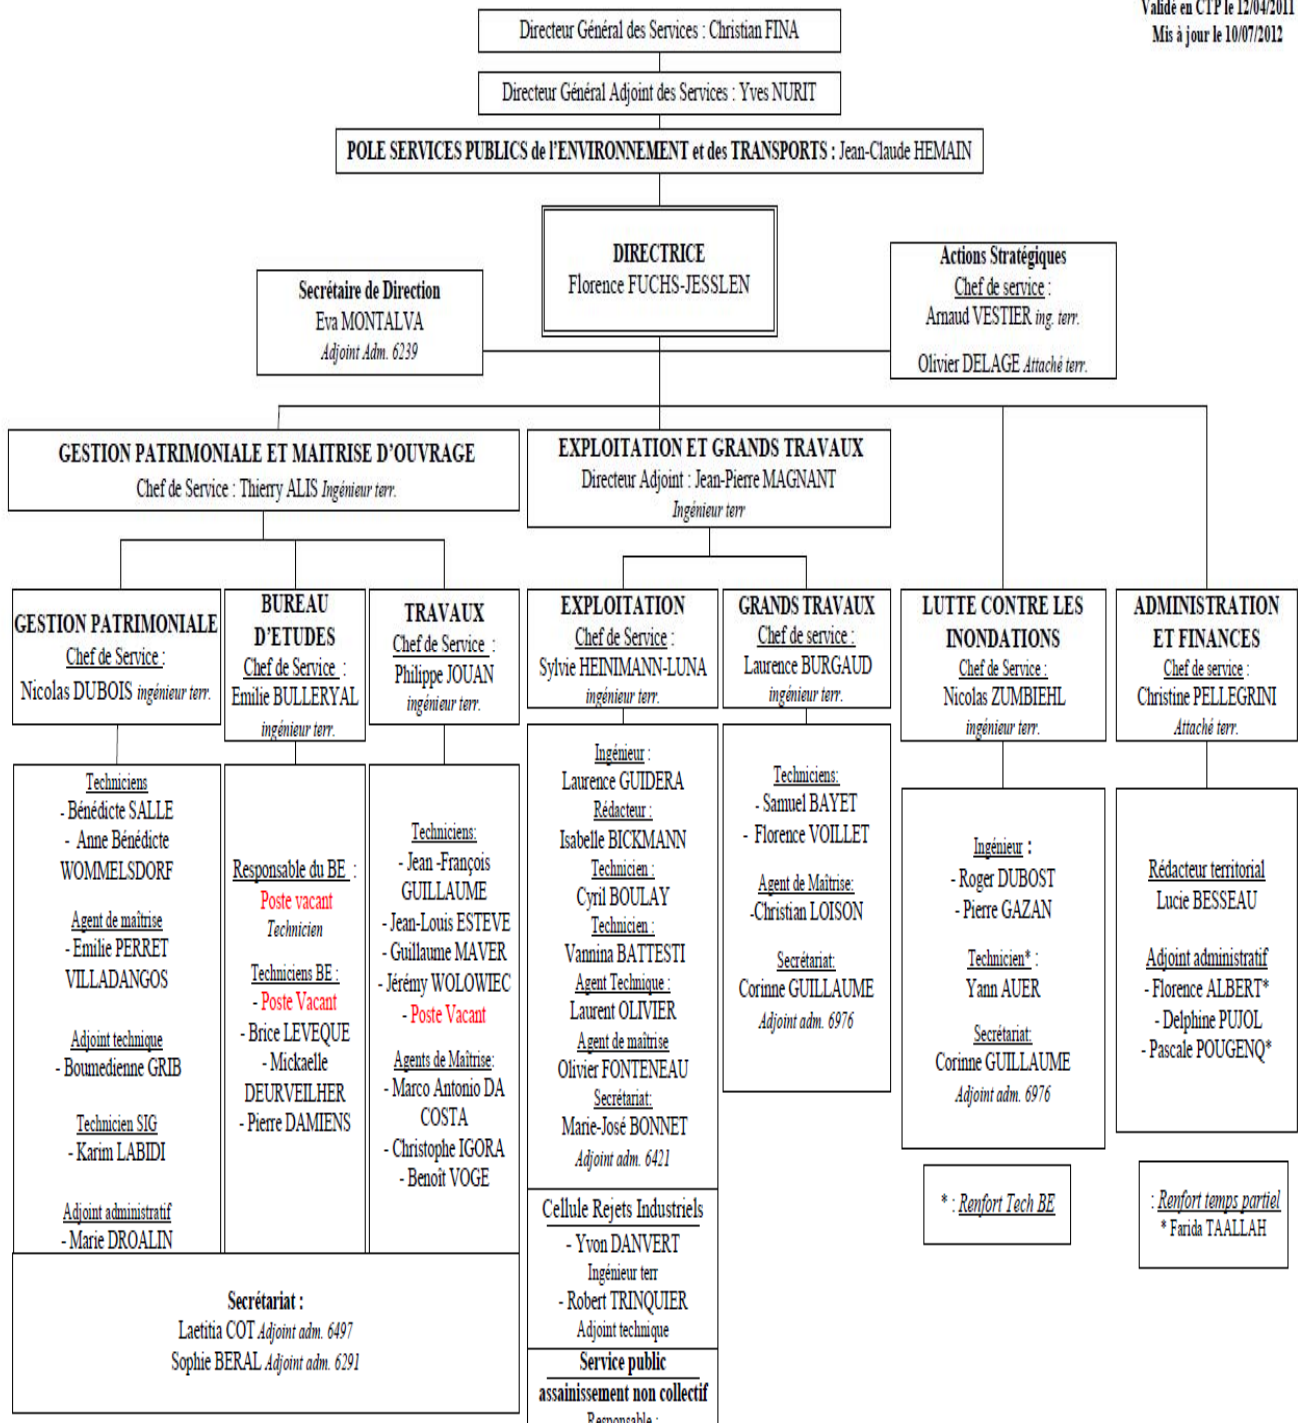 Validé en CTP le 12/04/2011
Mis à jour le 10/07/2012
Directeur Général des Services : Christian FINA
Directeur Général Adjoint des Services : Yves NURIT
POLE SERVICES PUBLICS de l'ENVIRONNEMENT et des TRANSPORTS : Jean-Claude HEMAIN
DIRECTRICE
Florence FUCHS-JESSLEN
Secrétaire de Direction
Eva MONTALVA
Adjoint Adm. 6239
Actions Stratégiques
Chef de service :
Arnaud VESTIER ing. terr.
Olivier DELAGE Attaché terr.
GESTION PATRIMONIALE ET MAITRISE D'OUVRAGE
Chef de Service : Thierry ALIS Ingénieur terr.
EXPLOITATION ET GRANDS TRAVAUX
Directeur Adjoint : Jean-Pierre MAGNANT
Ingénieur terr
GESTION PATRIMONIALE
Chef de Service :
Nicolas DUBOIS ingénieur terr.
BUREAU
D'ETUDES
Chef de Service :
Emilie BULLERYAL
ingénieur terr.
TRAVAUX
Chef de Service :
Philippe JOUAN
ingénieur terr.
EXPLOITATION
Chef de Service :
Sylvie HEINIMANN-LUNA
ingénieur terr.
GRANDS TRAVAUX
Chef de service :
Laurence BURGAUD
ingénieur terr.
LUTTE CONTRE LES
INONDATIONS
Chef de Service :
Nicolas ZUMBIEHL
ingénieur terr.
ADMINISTRATION
ET FINANCES
Chef de service :
Christine PELLEGRINI
Attaché terr.
Techniciens
- Bénédicte SALLE
- Anne Bénédicte
WOMMELSDORF
Agent de maîtrise
- Emilie PERRET
VILLADANGOS
Adjoint technique
- Boumedienne GRIB
Technicien SIG
- Karim LABIDI
Adjoint administratif
- Marie DROALIN
Responsable du BE :
Poste vacant
Technicien
Techniciens BE :
- Poste Vacant
- Brice LEVEQUE
- Mickaelle
DEURVEILHER
- Pierre DAMIENS
Techniciens:
- Jean -François
GUILLAUME
- Jean-Louis ESTEVE
- Guillaume MAVER
- Jérémy WOLOWIEC
- Poste Vacant
Agents de Maîtrise:
- Marco Antonio DA
COSTA
- Christophe IGORA
- Benoît VOGE
Secrétariat :
Laetitia COT Adjoint adm. 6497
Sophie BERAL Adjoint adm. 6291
Ingénieur :
Laurence GUIDERA
Rédacteur :
Isabelle BICKMANN
Technicien :
Cyril BOULAY
Technicien :
Vannina BATTESTI
Agent Technique :
Laurent OLIVIER
Agent de maîtrise
Olivier FONTENEAU
Secrétariat:
Marie-José BONNET
Adjoint adm. 6421
Cellule Rejets Industriels
- Yvon DANVERT
Ingénieur terr
- Robert TRINQUIER
Adjoint technique
Service public
assainissement non collectif
Responsable :
Techniciens:
- Samuel BAYET
- Florence VOILLET
Agent de Maîtrise:
-Christian LOISON
Secrétariat:
Corinne GUILLAUME
Adjoint adm. 6976
Ingénieur :
- Roger DUBOST
- Pierre GAZAN
Technicien* :
Yann AUER
Secrétariat:
Corinne GUILLAUME
Adjoint adm. 6976
* : Renfort Tech BE
Rédacteur territorial
Lucie BESSEAU
Adjoint administratif
- Florence ALBERT*
- Delphine PUJOL
- Pascale POUGENQ*
: Renfort temps partiel
* Farida TAALLAH